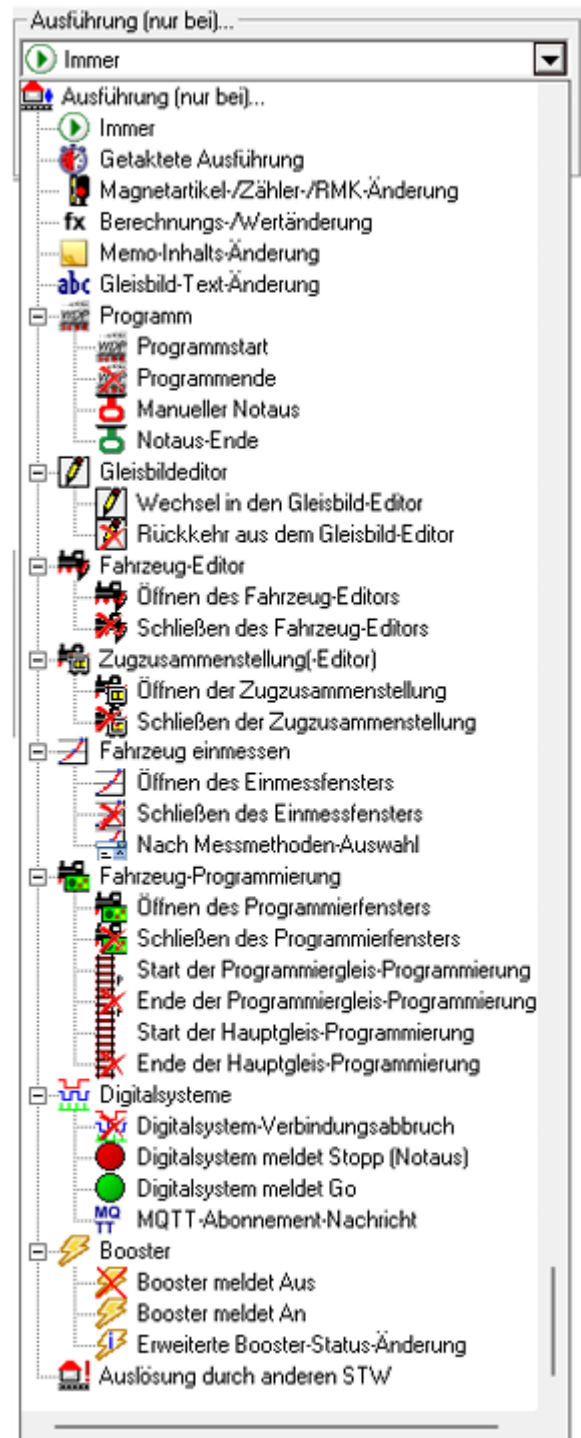 Ausführung (nur bei)...
Immer
Ausführung (nur bei)...
Immer
Getaktete Ausführung
Magnetartikel-/Zähler-/RMK-Änderung
fx Berechnungs-/Wertänderung
Memo-Inhalts-Änderung
abc Gleisbild-Text-Änderung
WDP Programm
WDP Programmstart
Programmende
Manueller Notaus
Notaus-Ende
Gleisbildeditor
Wechsel in den Gleisbild-Editor
Rückkehr aus dem Gleisbild-Editor
Fahrzeug-Editor
Öffnen des Fahrzeug-Editors
Schließen des Fahrzeug-Editors
Zugzusammenstellung(-Editor)
Öffnen der Zugzusammenstellung
Schließen der Zugzusammenstellung
Fahrzeug einmessen
Öffnen des Einmessfensters
Schließen des Einmessfensters
Nach Messmethoden-Auswahl
Fahrzeug-Programmierung
Öffnen des Programmierfensters
Schließen des Programmierfensters
Start der Programmiergleis-Programmierung
Ende der Programmiergleis-Programmierung
Start der Hauptgleis-Programmierung
Ende der Hauptgleis-Programmierung
Digitalsysteme
Digitalsystem-Verbindungsabbruch
Digitalsystem meldet Stopp (Notaus)
Digitalsystem meldet Go
MQTT MQTT-Abonnement-Nachricht
Booster
Booster meldet Aus
Booster meldet An
Erweiterte Booster-Status-Änderung
Auslösung durch anderen STW